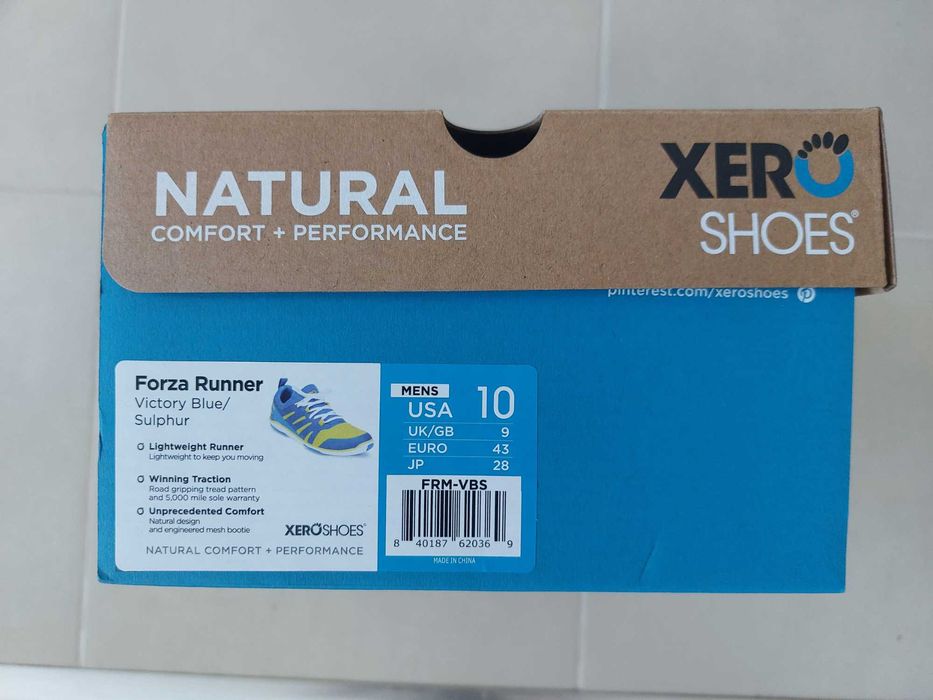 NATURAL
COMFORT + PERFORMANCE
XERO
SHOES®
pinterest.com/xeroshoes
Forza Runner
Victory Blue/
Sulphur
Lightweight Runner
Lightweight to keep you moving
Winning Traction
Road gripping tread pattern
and 5,000 mile sole warranty
Unprecedented Comfort
Natural design
and engineered mesh bootie
XEROSHOES®
NATURAL COMFORT + PERFORMANCE
MENS
USA 10
UK/GB 9
EURO 43
JP 28
FRM-VBS
8 40187 62036 9
MADE IN CHINA